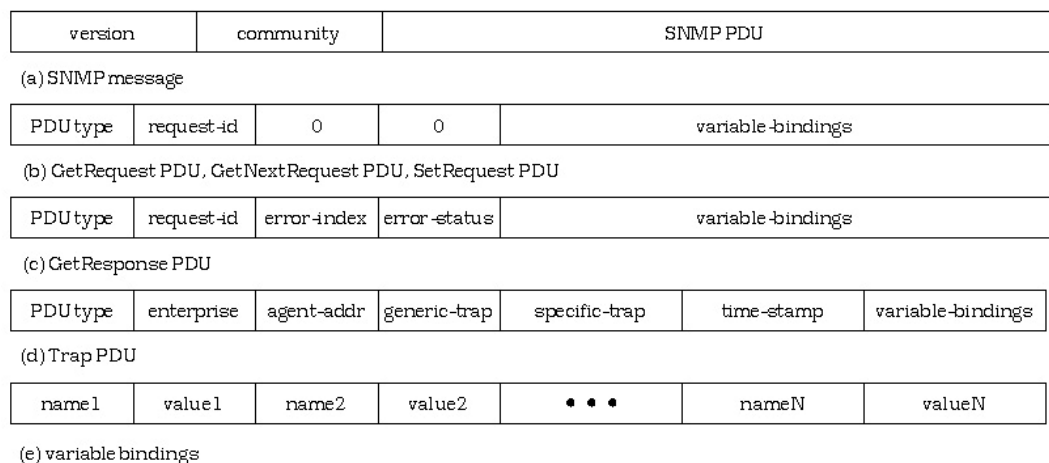 version community SNMP PDU
(a) SNMP message
PDU type request-id 0 0 variable-bindings
(b) GetRequest PDU, GetNextRequest PDU, SetRequest PDU
PDU type request-id error-index error-status variable-bindings
(c) GetResponse PDU
PDU type enterprise agent-addr generic-trap specific-trap time-stamp variable-bindings
(d) Trap PDU
name1 value1 name2 value2 • • • nameN valueN
(e) variable bindings